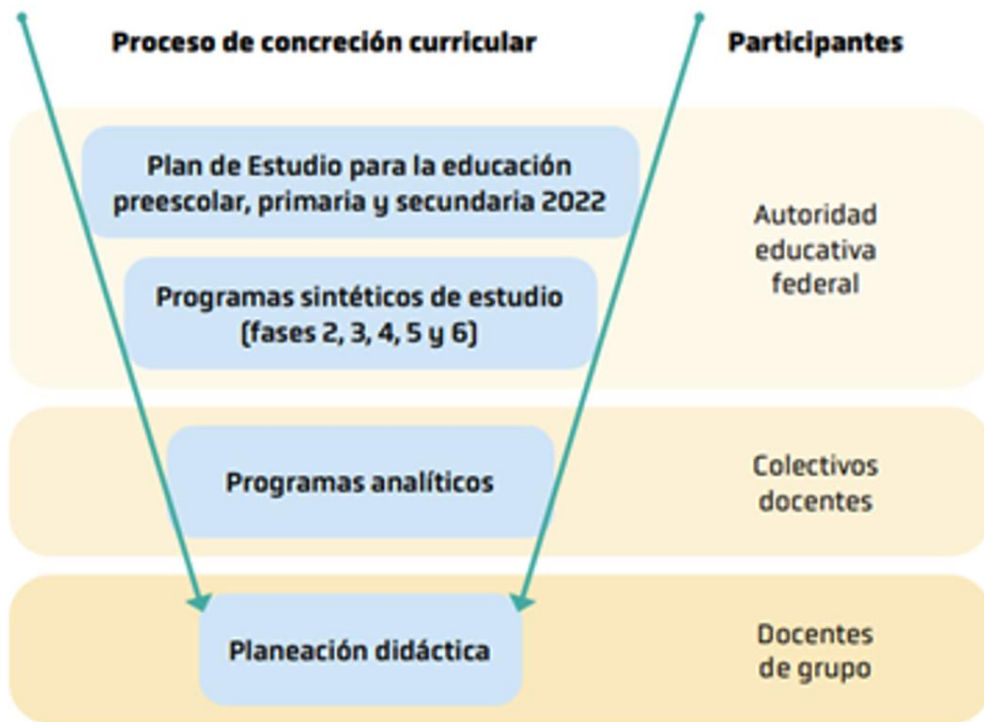 Proceso de concreción curricular
Participantes
Plan de Estudio para la educación
preescolar, primaria y secundaria 2022
Programas sintéticos de estudio
(fases 2, 3, 4, 5 y 6)
Autoridad
educativa
federal
Programas analíticos
Colectivos
docentes
Planeación didáctica
Docentes
de grupo